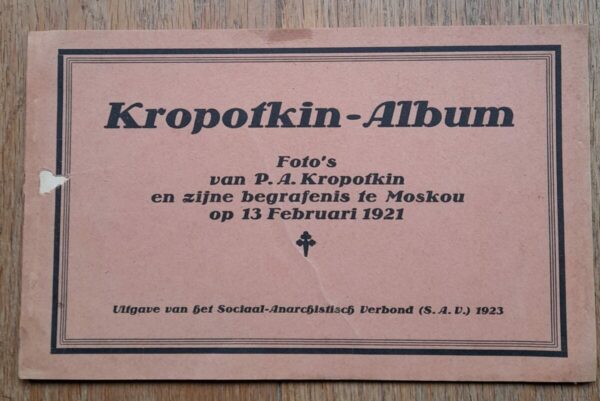 Kropotkin-Album
Foto's
van P. A. Kropotkin
en zijne begrafenis te Moskou
op 13 Februari 1921
Uitgave van het Sociaal-Anarchistisch Verbond (S. A. V.) 1923